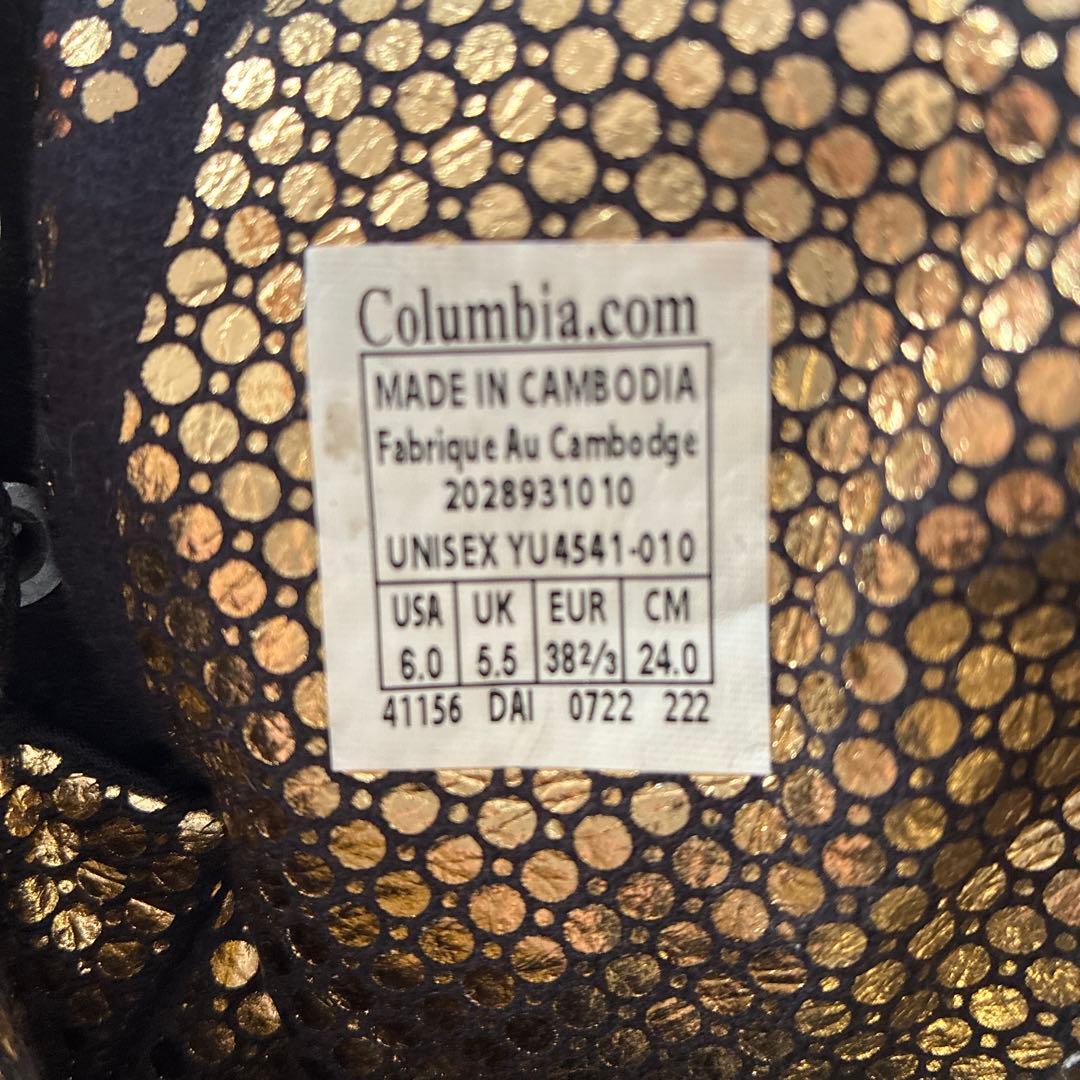 Columbia.com
MADE IN CAMBODIA
Fabrique Au Cambodge
2028931010
UNISEX YU4541-010
USA UK EUR CM
6.0 5.5 38²/₃ 24.0
41156 DAI 0722 222